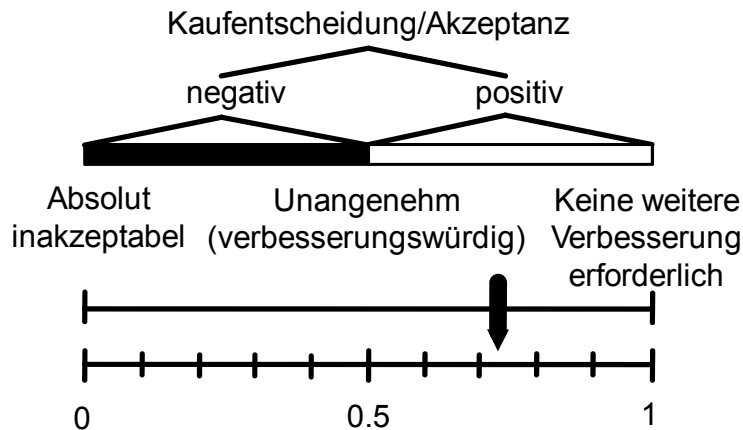 Kaufentscheidung/Akzeptanz
negativ
positiv
Absolut
inakzeptabel
Unangenehm
(verbesserungswürdig)
Keine weitere
Verbesserung
erforderlich
0
0.5
1